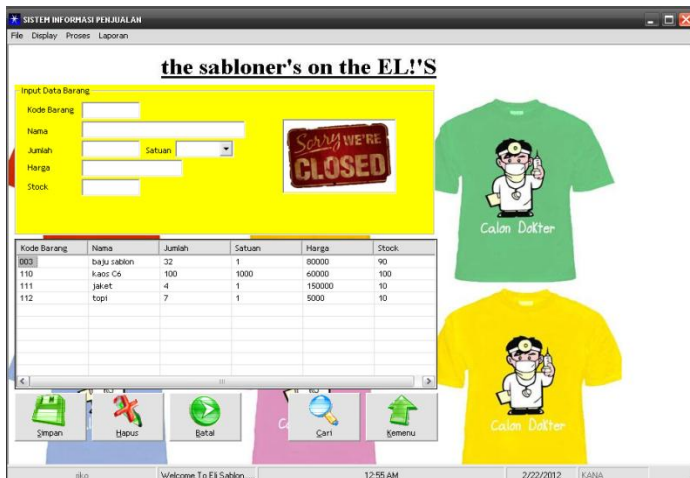 SISTEM INFORMASI PENJUALAN
File Display Proses Laporan
the sabloner's on the EL!'S
Input Data Barang
Kode Barang
Nama
Jumlah Satuan
Harga
Stock
Sorry WE'RE
CLOSED
Calon Dokter
Kode Barang Nama Jumlah Satuan Harga Stock
003 baju sablon 32 1 80000 90
110 kaos C6 100 1000 60000 100
111 jaket 4 1 150000 10
112 topi 7 1 5000 10
Simpan Hapus Batal Cari Kemenu
Calon Dokter
Welcome To Eli Sablon 12:55 AM 2/22/2012 KANA